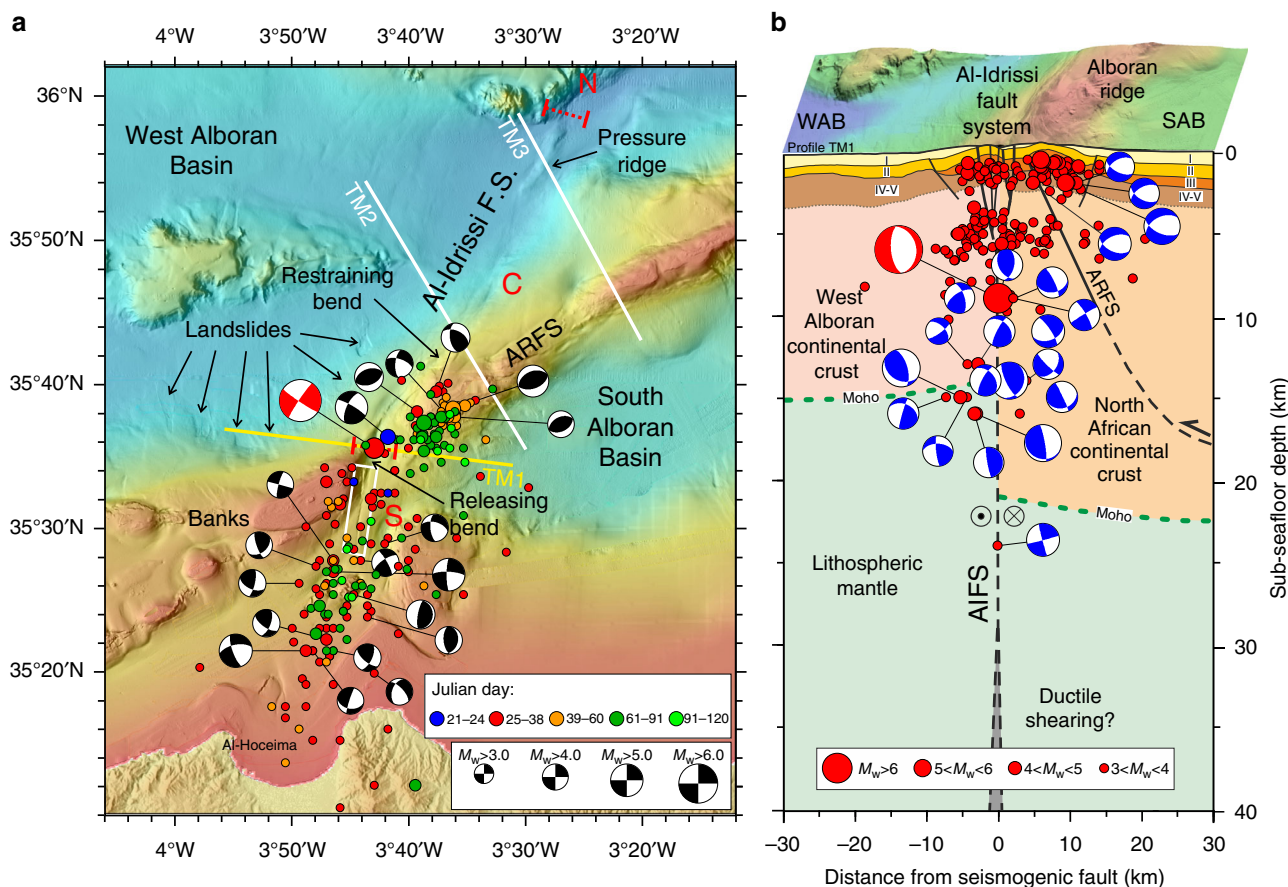 a
4°W
3°50'W
3°40'W
3°30'W
3°20'W
36°N
35°50'N
35°40'N
35°30'N
35°20'N
N
West Alboran
Basin
TM3
Pressure
ridge
TM2
Al-Idrissi F.S.
Restraining
bend
C
Landslides
ARFS
South
Alboran
Basin
TM1
Releasing
bend
S
Banks
Al-Hoceima
Julian day:
21–24
25–38
39–60
61–91
91–120
Mw>3.0
Mw>4.0
Mw>5.0
Mw>6.0
4°W
3°50'W
3°40'W
3°30'W
3°20'W
b
Al-Idrissi
fault
system
Alboran
ridge
WAB
SAB
Profile TM1
II
IV-V
I
II
III
IV-V
West
Alboran
continental
crust
ARFS
Moho
North
African
continental
crust
Moho
Lithospheric
mantle
AIFS
Ductile
shearing?
Mw>6
5<Mw<6
4<Mw<5
3<Mw<4
0
10
20
30
40
Sub-seafloor depth (km)
–30
–20
–10
0
10
20
30
Distance from seismogenic fault (km)